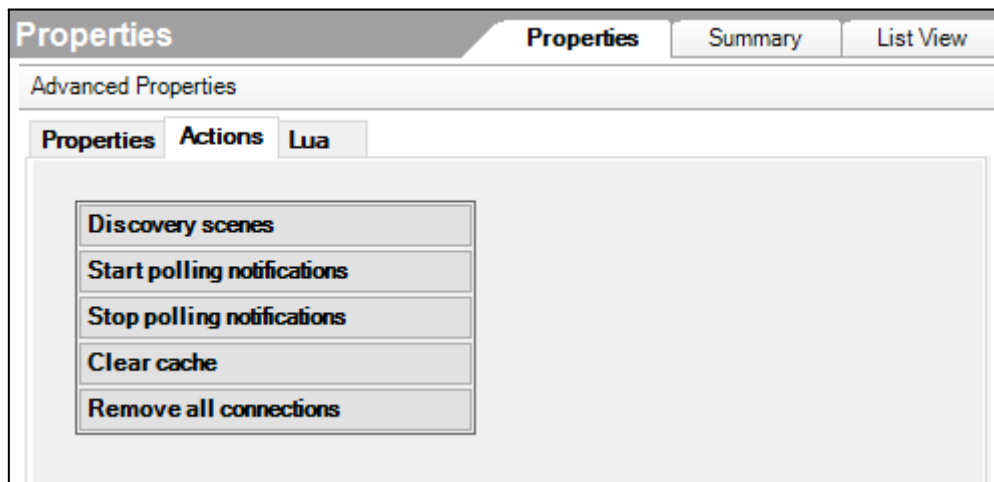 Properties Properties Summary List View
Advanced Properties
Properties Actions Lua
Discovery scenes
Start polling notifications
Stop polling notifications
Clear cache
Remove all connections